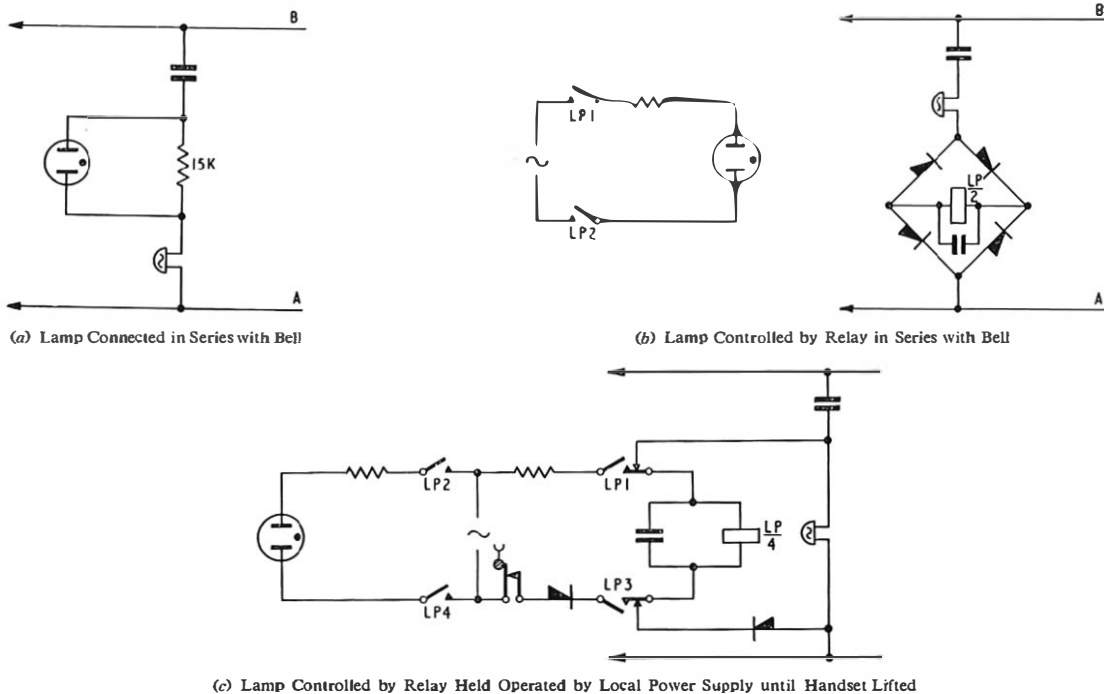 B
15K
A
(a) Lamp Connected in Series with Bell
LP1
LP2
B
LP
2
A
(b) Lamp Controlled by Relay in Series with Bell
LP2
LP1
LP
4
LP3
LP4
(c) Lamp Controlled by Relay Held Operated by Local Power Supply until Handset Lifted